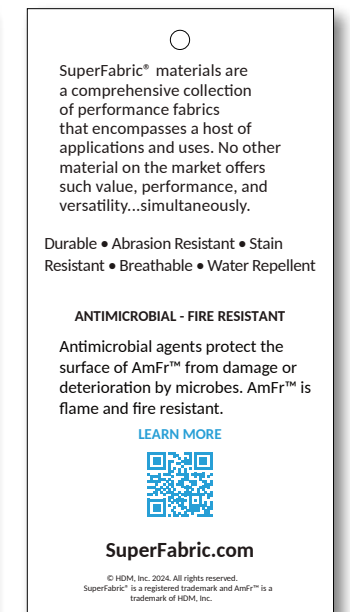 SuperFabric® materials are
a comprehensive collection
of performance fabrics
that encompasses a host of
applications and uses. No other
material on the market offers
such value, performance, and
versatility...simultaneously.
Durable • Abrasion Resistant • Stain
Resistant • Breathable • Water Repellent
ANTIMICROBIAL - FIRE RESISTANT
Antimicrobial agents protect the
surface of AmFr™ from damage or
deterioration by microbes. AmFr™ is
flame and fire resistant.
LEARN MORE
SuperFabric.com
© HDM, Inc. 2024. All rights reserved.
SuperFabric® is a registered trademark and AmFr™ is a
trademark of HDM, Inc.